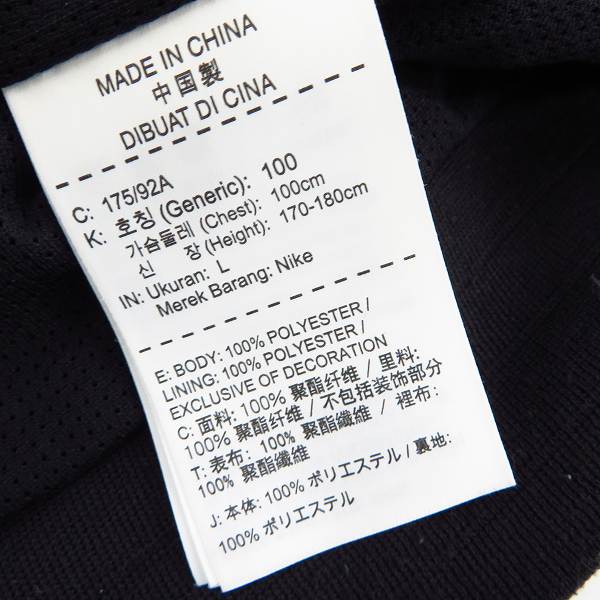 MADE IN CHINA
中国製
DIBUAT DI CINA
C: 175/92A
K: 호칭 (Generic): 100
가슴둘레 (Chest): 100cm
신 장 (Height): 170-180cm
IN: Ukuran: L
Merek Barang: Nike
E: BODY: 100% POLYESTER /
LINING: 100% POLYESTER /
EXCLUSIVE OF DECORATION
C: 面料: 100% 聚酯纤维 / 里料:
100% 聚酯纤维 / 不包括装饰部分
T: 表布: 100% 聚酯纖維 / 裡布:
100% 聚酯纖維
J: 本体: 100% ポリエステル / 裏地:
100% ポリエステル